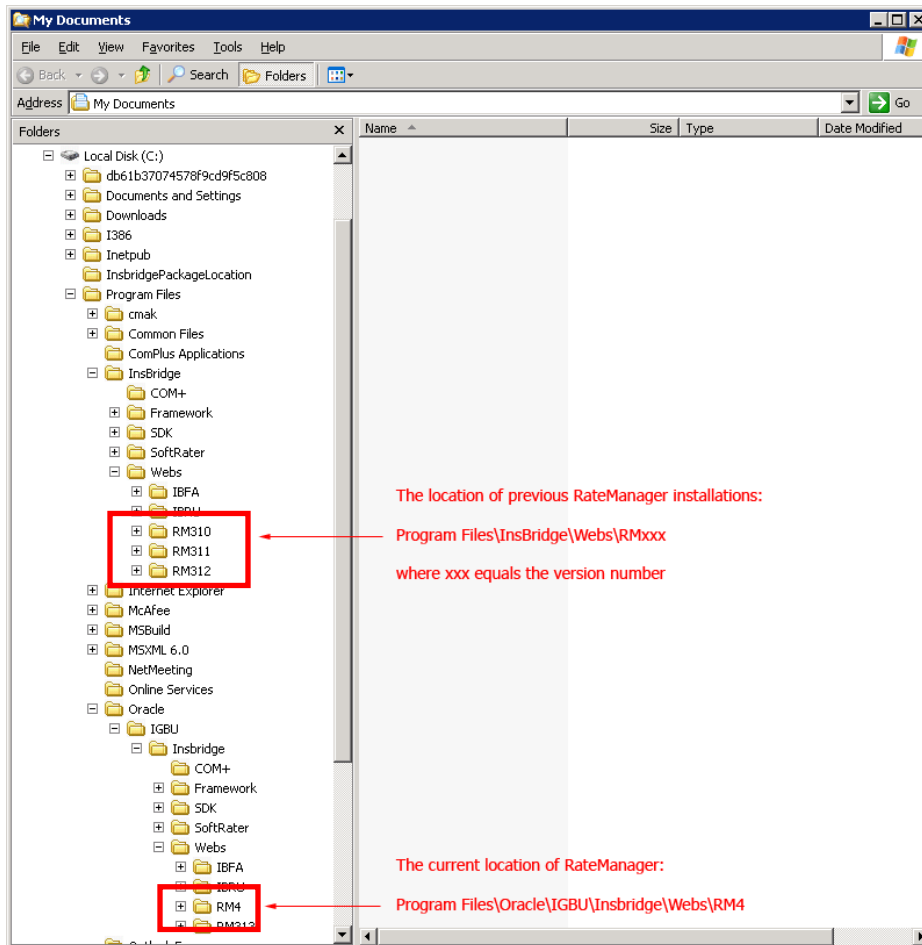 My Documents
File Edit View Favorites Tools Help
Back Search Folders
Address My Documents Go
Folders x Name Size Type Date Modified
Local Disk (C:)
db61b37074578f9cd9f5c808
Documents and Settings
Downloads
I386
Inetpub
InsbridgePackageLocation
Program Files
cmak
Common Files
ComPlus Applications
InsBridge
COM+
Framework
SDK
SoftRater
Webs
IBFA
The location of previous RateManager installations:
IBRU
RM310
Program Files\InsBridge\Webs\RMxxx
RM311
RM312
where xxx equals the version number
Internet Explorer
McAfee
MSBuild
MSXML 6.0
NetMeeting
Online Services
Oracle
IGBU
Insbridge
COM+
Framework
SDK
SoftRater
Webs
IBFA
The current location of RateManager:
IBRU
RM4
Program Files\Oracle\IGBU\Insbridge\Webs\RM4
RM313